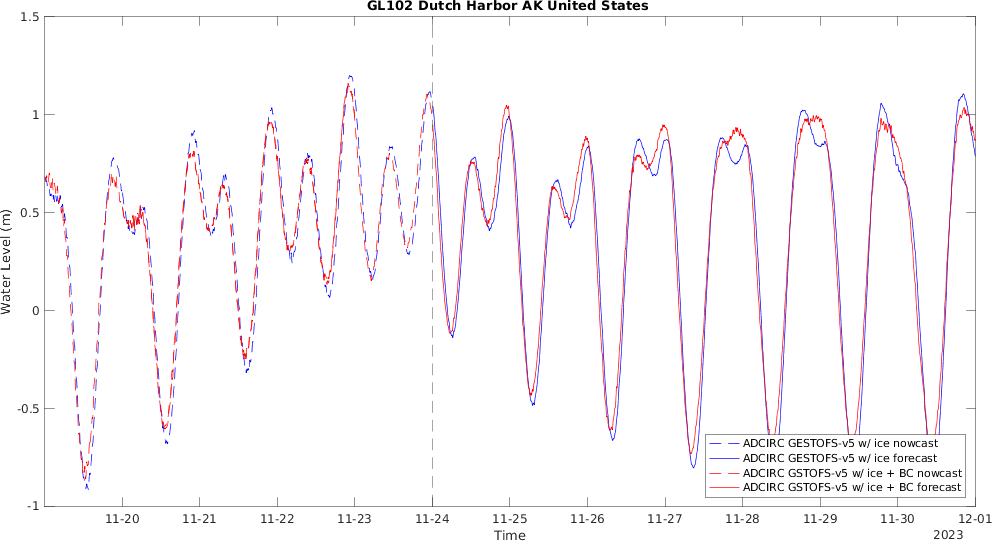 GL102 Dutch Harbor AK United States
1.5
1
0.5
0
-0.5
-1
Water Level (m)
ADCIRC GESTOFS-v5 w/ ice nowcast
ADCIRC GESTOFS-v5 w/ ice forecast
ADCIRC GSTOFS-v5 w/ ice + BC nowcast
ADCIRC GSTOFS-v5 w/ ice + BC forecast
11-20 11-21 11-22 11-23 11-24 11-25 11-26 11-27 11-28 11-29 11-30 12-01
Time
2023